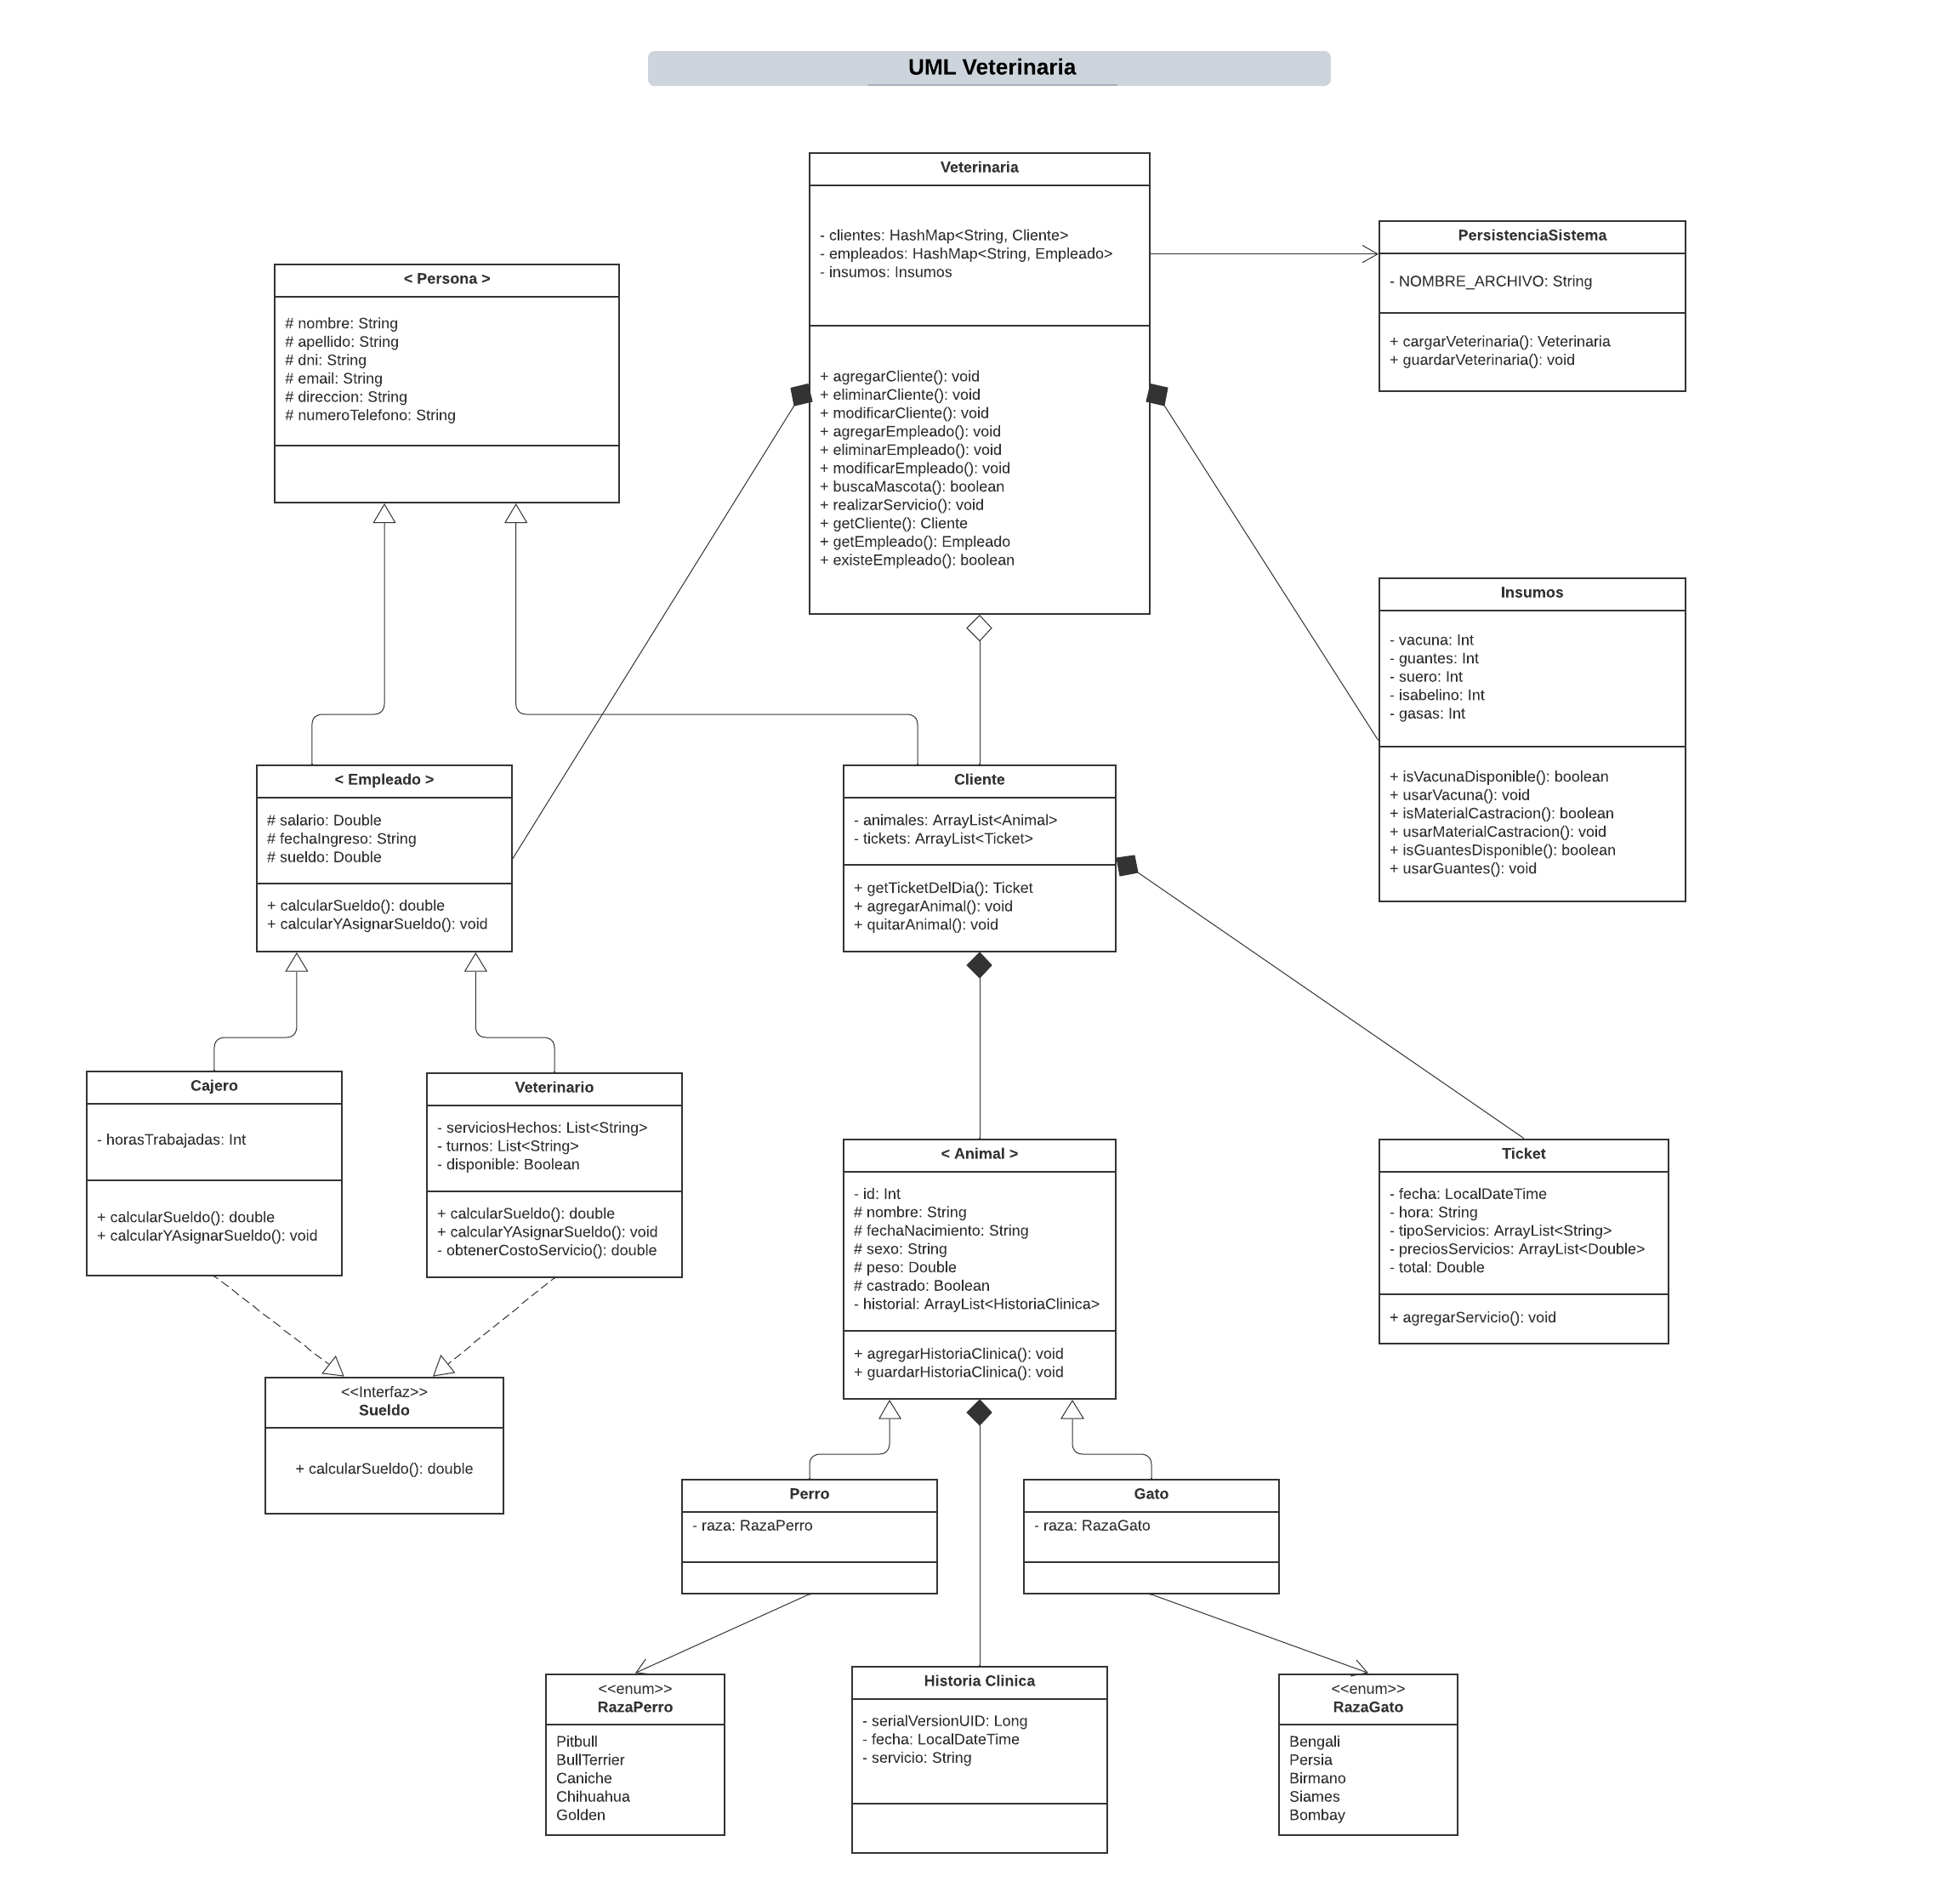 UML Veterinaria
Veterinaria
- clientes: HashMap<String, Cliente>
- empleados: HashMap<String, Empleado>
- insumos: Insumos
+ agregarCliente(): void
+ eliminarCliente(): void
+ modificarCliente(): void
+ agregarEmpleado(): void
+ eliminarEmpleado(): void
+ modificarEmpleado(): void
+ buscaMascota(): boolean
+ realizarServicio(): void
+ getCliente(): Cliente
+ getEmpleado(): Empleado
+ existeEmpleado(): boolean
PersistenciaSistema
- NOMBRE_ARCHIVO: String
+ cargarVeterinaria(): Veterinaria
+ guardarVeterinaria(): void
< Persona >
# nombre: String
# apellido: String
# dni: String
# email: String
# direccion: String
# numeroTelefono: String
Insumos
- vacuna: Int
- guantes: Int
- suero: Int
- isabelino: Int
- gasas: Int
+ isVacunaDisponible(): boolean
+ usarVacuna(): void
+ isMaterialCastracion(): boolean
+ usarMaterialCastracion(): void
+ isGuantesDisponible(): boolean
+ usarGuantes(): void
< Empleado >
# salario: Double
# fechaIngreso: String
# sueldo: Double
+ calcularSueldo(): double
+ calcularYAsignarSueldo(): void
Cliente
- animales: ArrayList<Animal>
- tickets: ArrayList<Ticket>
+ getTicketDelDia(): Ticket
+ agregarAnimal(): void
+ quitarAnimal(): void
Cajero
- horasTrabajadas: Int
+ calcularSueldo(): double
+ calcularYAsignarSueldo(): void
Veterinario
- serviciosHechos: List<String>
- turnos: List<String>
- disponible: Boolean
+ calcularSueldo(): double
+ calcularYAsignarSueldo(): void
- obtenerCostoServicio(): double
< Animal >
- id: Int
# nombre: String
# fechaNacimiento: String
# sexo: String
# peso: Double
# castrado: Boolean
- historial: ArrayList<HistoriaClinica>
+ agregarHistoriaClinica(): void
+ guardarHistoriaClinica(): void
Ticket
- fecha: LocalDateTime
- hora: String
- tipoServicios: ArrayList<String>
- preciosServicios: ArrayList<Double>
- total: Double
+ agregarServicio(): void
<<Interfaz>>
Sueldo
+ calcularSueldo(): double
Perro
- raza: RazaPerro
Gato
- raza: RazaGato
<<enum>>
RazaPerro
Pitbull
BullTerrier
Caniche
Chihuahua
Golden
Historia Clinica
- serialVersionUID: Long
- fecha: LocalDateTime
- servicio: String
<<enum>>
RazaGato
Bengali
Persia
Birmano
Siames
Bombay